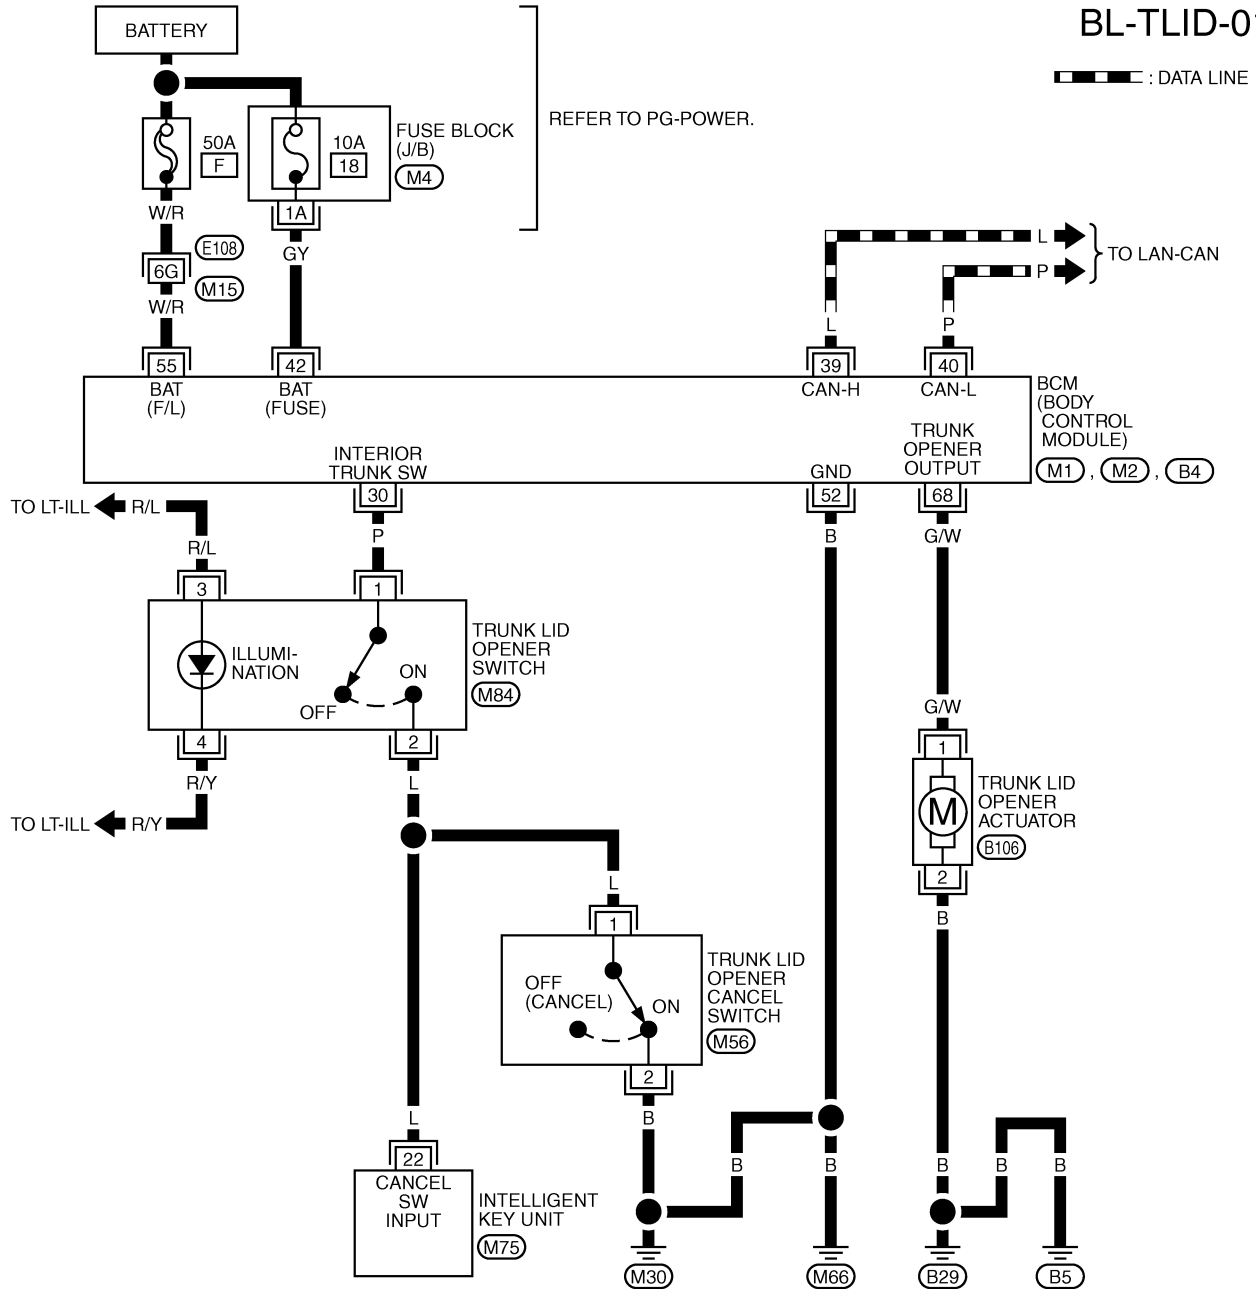 BL-TLID-01
BATTERY
: DATA LINE
50A
F
10A
18
FUSE BLOCK
(J/B)
M4
REFER TO PG-POWER.
1A
W/R
GY
E108
6G
M15
W/R
L
TO LAN-CAN
P
L
P
55
42
39
40
BAT
(F/L)
BAT
(FUSE)
CAN-H
CAN-L
BCM
(BODY
CONTROL
MODULE)
M1 , M2 , B4
INTERIOR
TRUNK SW
GND
TRUNK
OPENER
OUTPUT
30
52
68
TO LT-ILL
R/L
R/L
P
B
G/W
3
1
ILLUMI-
NATION
ON
OFF
TRUNK LID
OPENER
SWITCH
M84
4
2
R/Y
L
TO LT-ILL
R/Y
G/W
1
M
TRUNK LID
OPENER
ACTUATOR
B106
2
B
L
1
OFF
(CANCEL)
ON
TRUNK LID
OPENER
CANCEL
SWITCH
M56
2
L
B
B
B
B
B
B
22
CANCEL
SW
INPUT
INTELLIGENT
KEY UNIT
M75
M30
M66
B29
B5